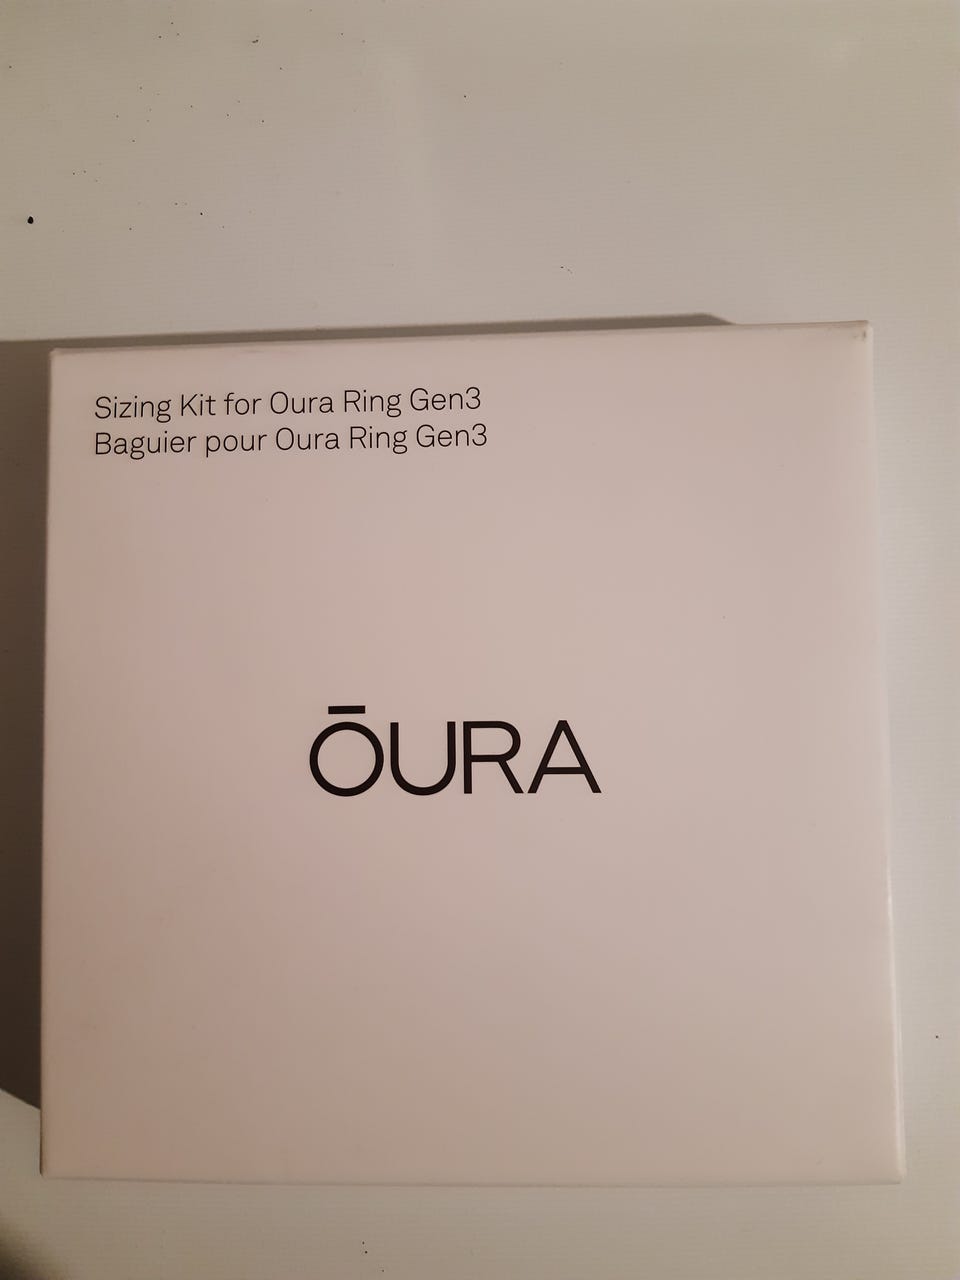 Sizing Kit for Oura Ring Gen3
Baguier pour Oura Ring Gen3
ŌURA